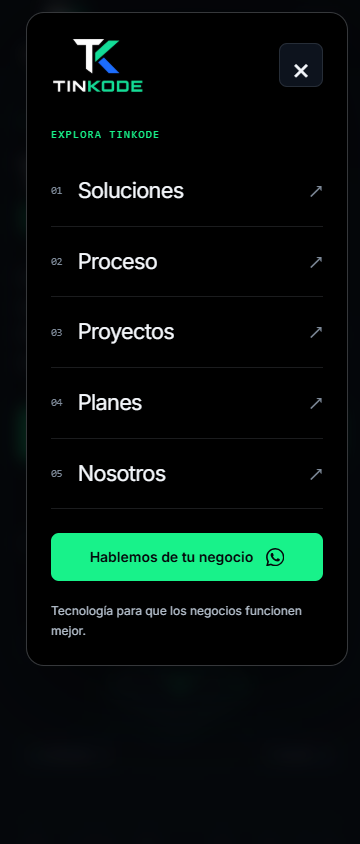 TK
TINKODE
×
EXPLORA TINKODE
01 Soluciones ↗
02 Proceso ↗
03 Proyectos ↗
04 Planes ↗
05 Nosotros ↗
Hablemos de tu negocio
Tecnología para que los negocios funcionen
mejor.